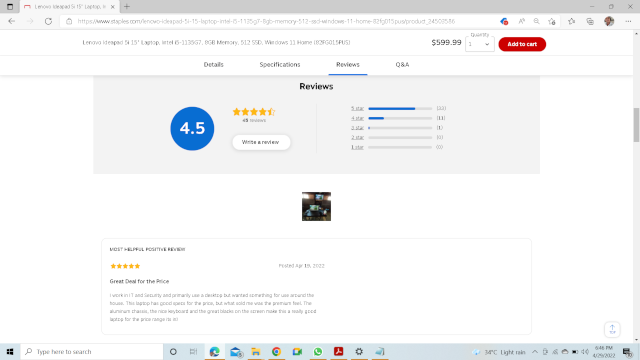 Lenovo Ideapad 5i 15" Laptop, I
https://www.staples.com/lenovo-ideapad-5i-15-laptop-intel-i5-1135g7-8gb-memory-512-ssd-windows-11-home-82fg015pus/product_24503586
Lenovo Ideapad 5i 15" Laptop, Intel i5-1135G7, 8GB Memory, 512 SSD, Windows 11 Home (82FG015PUS)
$599.99
Quantity
1
Add to cart
Details
Specifications
Reviews
Q&A
Reviews
4.5
reviews
Write a review
5 star
4 star (11)
3 star (1)
2 star (0)
1 star (0)
MOST HELPFUL POSITIVE REVIEW
Posted Apr 10, 2022
Great Deal for the Price
I work in IT and Security and primarily use a desktop but wanted something for use around the
house. This laptop has good specs for the price, but what sold me was the premium feel. The
aluminum chassis, the nice keyboard and the great blacks on the screen make this a really good
laptop for the price range its in!
Type here to search
Light rain
6:46 PM
4/29/2022